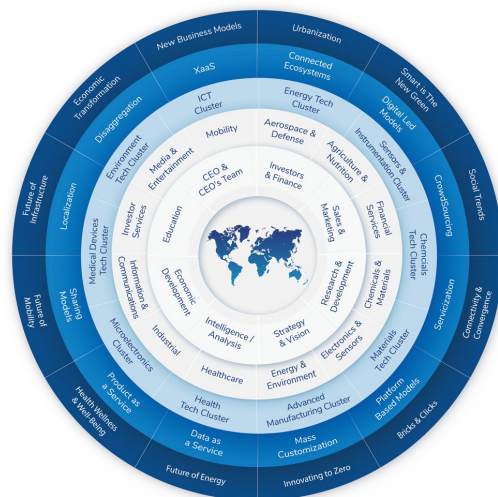 New Business Models
Urbanization
Smart is The
New Green
Social Trends
Connectivity &
Convergence
Bricks & Clicks
Innovating to Zero
Future of Energy
Health Wellness
& Well-Being
Future of
Mobility
Future of
Infrastructure
Economic
Transformation
XaaS
Connected
Ecosystems
Digital Led
Models
CrowdSourcing
Servicization
Platform
Based Models
Mass
Customization
Data as
a Service
Product as
a Service
Sharing
Models
Localization
Disaggregation
ICT
Cluster
Energy Tech
Cluster
Sensors &
Instrumentation Cluster
Chemcials
Tech Cluster
Materials
Tech Cluster
Advanced
Manufacturing Cluster
Health
Tech Cluster
Microelectronics
Cluster
Medical Devices
Tech Cluster
Environment
Tech Cluster
Mobility
Aerospace &
Defense
Agriculture &
Nutrition
Financial
Services
Chemicals &
Materials
Electronics &
Sensors
Energy &
Environment
Healthcare
Industrial
Information &
Communications
Investor
Services
Media &
Entertainment
CEO &
CEO's Team
Investors
& Finance
Sales &
Marketing
Research &
Development
Strategy
& Vision
Intelligence /
Analysis
Economic
Development
Education